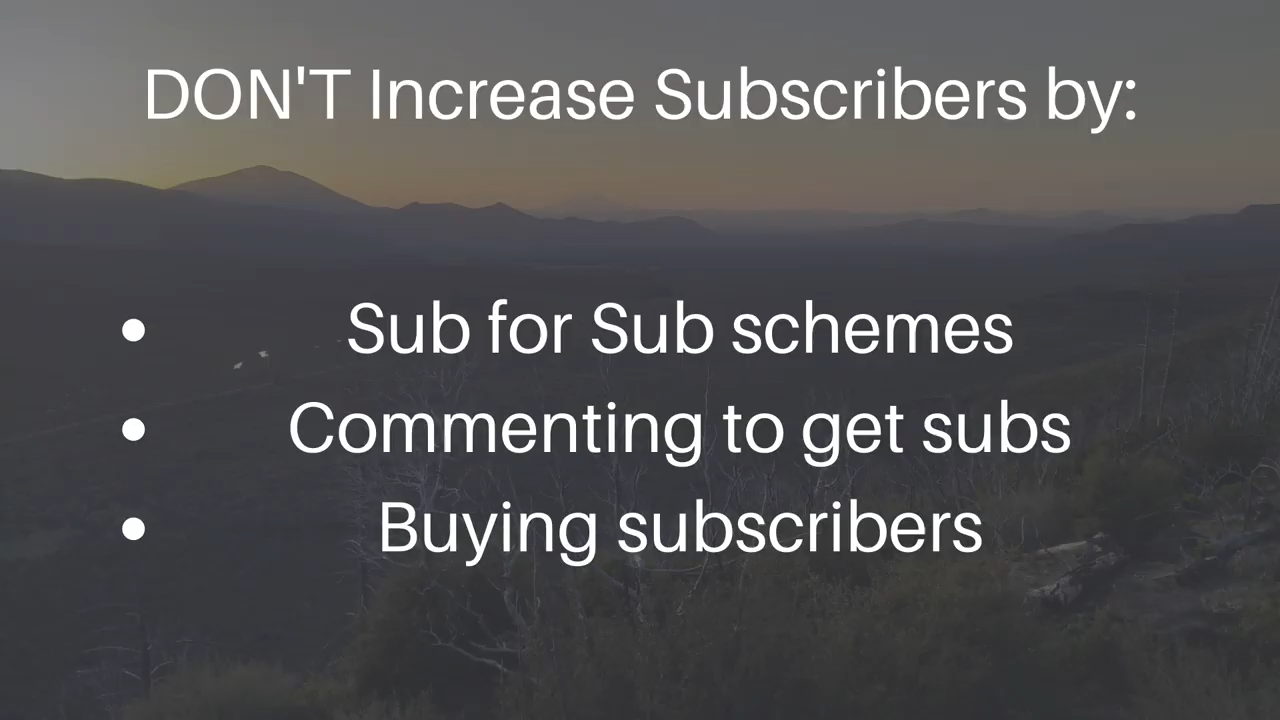 DON'T Increase Subscribers by:
• Sub for Sub schemes
• Commenting to get subs
• Buying subscribers